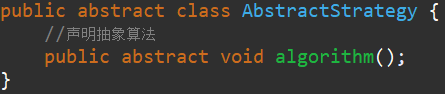 public abstract class AbstractStrategy {
    //声明抽象算法
    public abstract void algorithm();
}